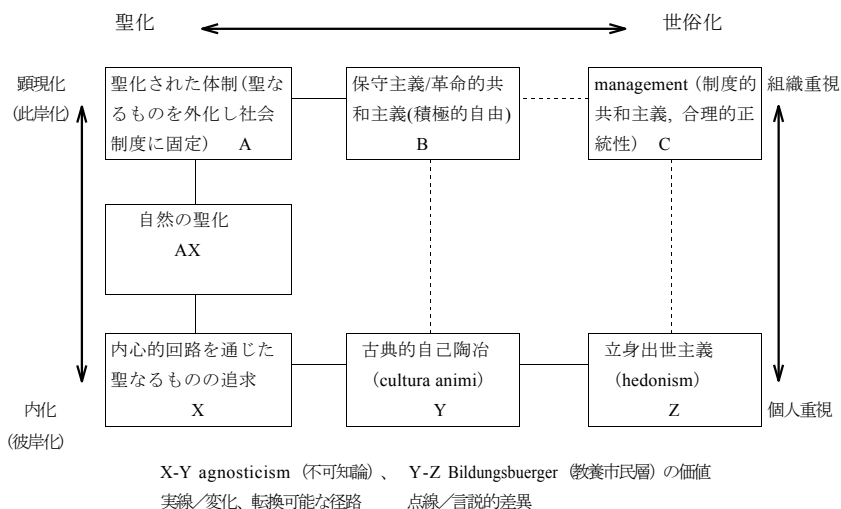 聖化
世俗化
顕現化
(此岸化)
聖化された体制(聖な
るものを外化し社会
制度に固定) A
保守主義/革命的共
和主義(積極的自由)
B
management (制度的
共和主義, 合理的正
統性) C
組織重視
自然の聖化
AX
内心的回路を通じた
聖なるものの追求
X
古典的自己陶冶
(cultura animi)
Y
立身出世主義
(hedonism)
Z
内化
(彼岸化)
個人重視
X-Y agnosticism (不可知論)、 Y-Z Bildungsbuerger (教養市民層) の価値
実線／変化、転換可能な径路 点線／言説的差異